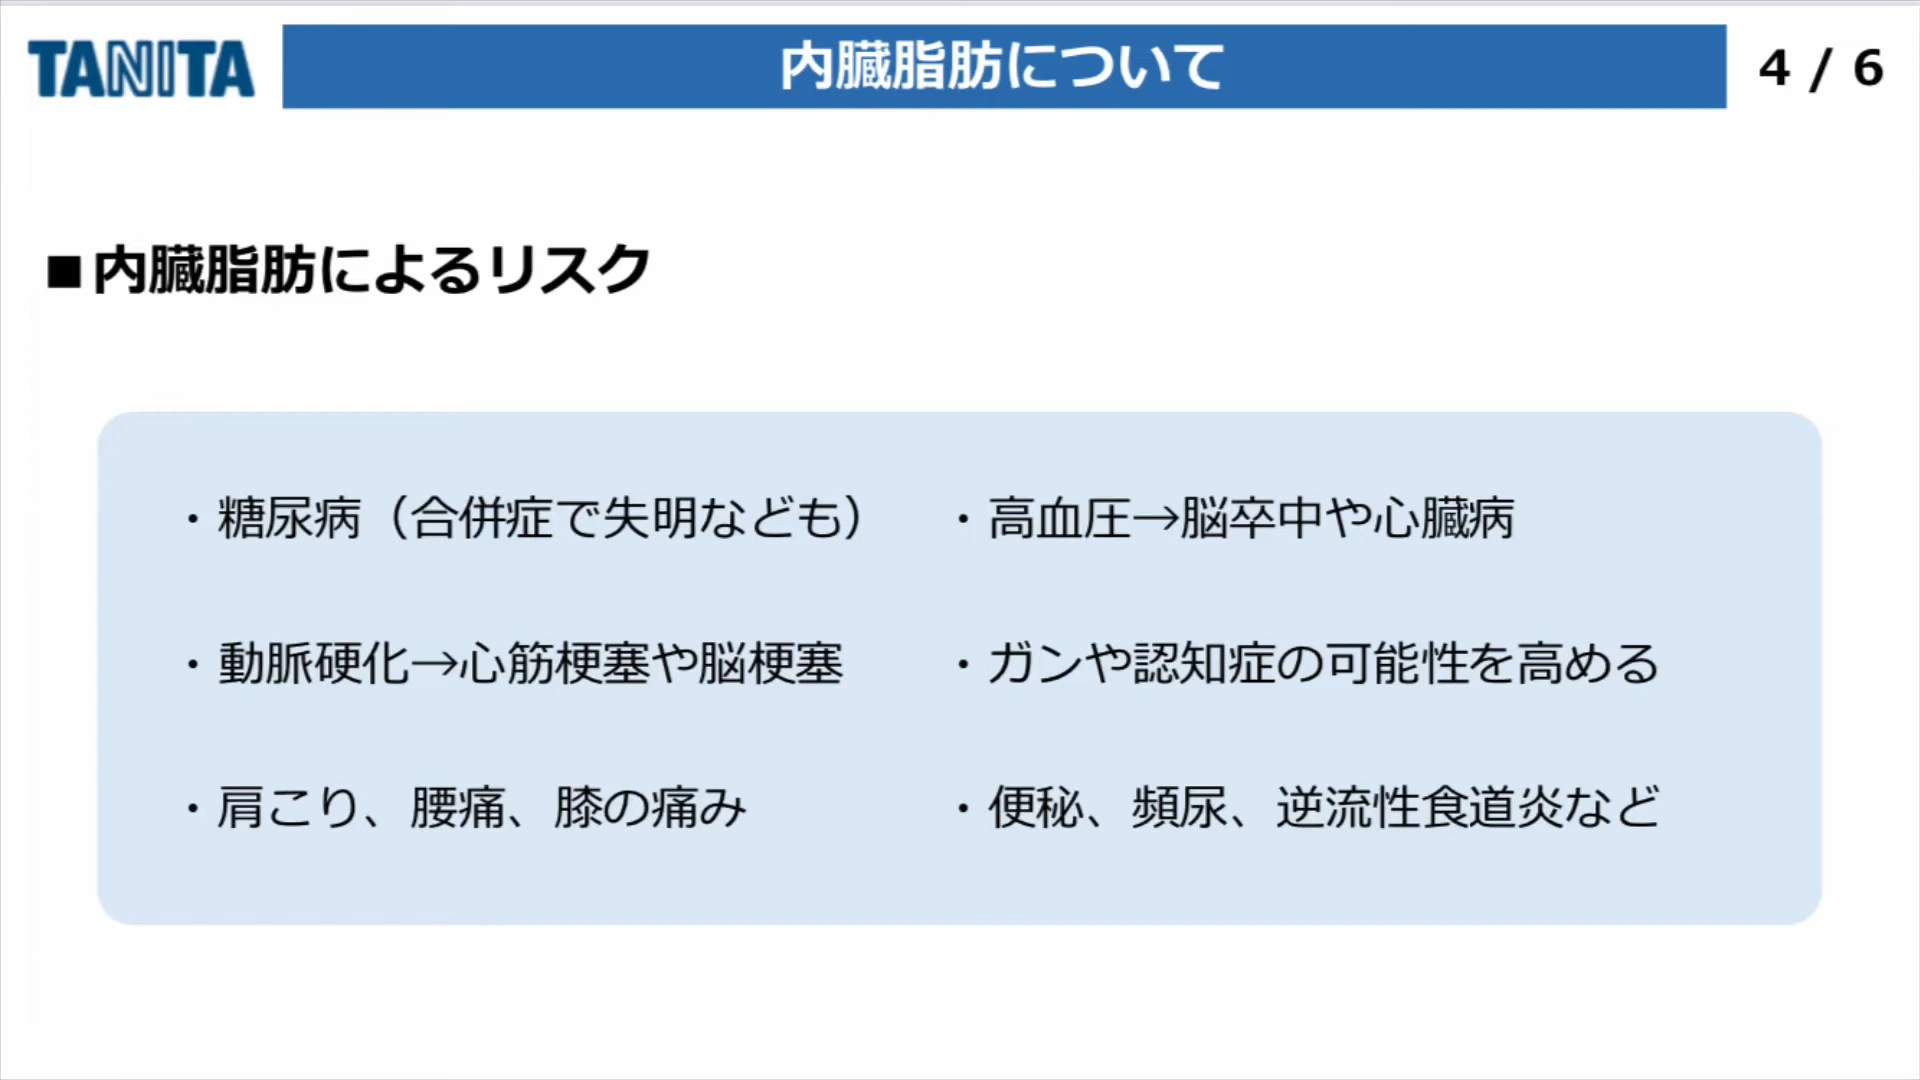 TANITA
内臓脂肪について
4 / 6
■内臓脂肪によるリスク
・糖尿病（合併症で失明なども）
・高血圧→脳卒中や心臓病
・動脈硬化→心筋梗塞や脳梗塞
・ガンや認知症の可能性を高める
・肩こり、腰痛、膝の痛み
・便秘、頻尿、逆流性食道炎など